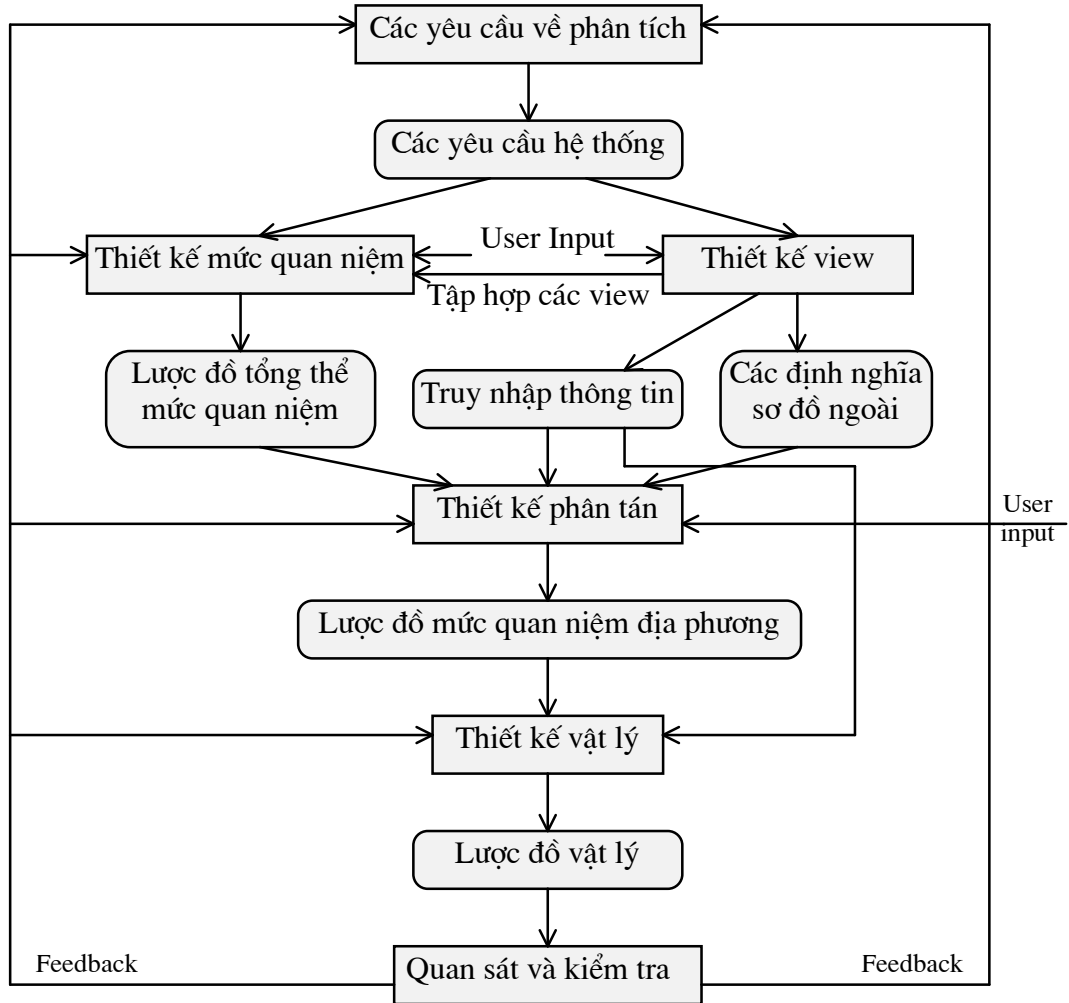 Các yêu cầu về phân tích
Các yêu cầu hệ thống
Thiết kế mức quan niệm
User Input
Thiết kế view
Tập hợp các view
Lược đồ tổng thể
mức quan niệm
Truy nhập thông tin
Các định nghĩa
sơ đồ ngoài
Thiết kế phân tán
User
input
Lược đồ mức quan niệm địa phương
Thiết kế vật lý
Lược đồ vật lý
Feedback
Quan sát và kiểm tra
Feedback